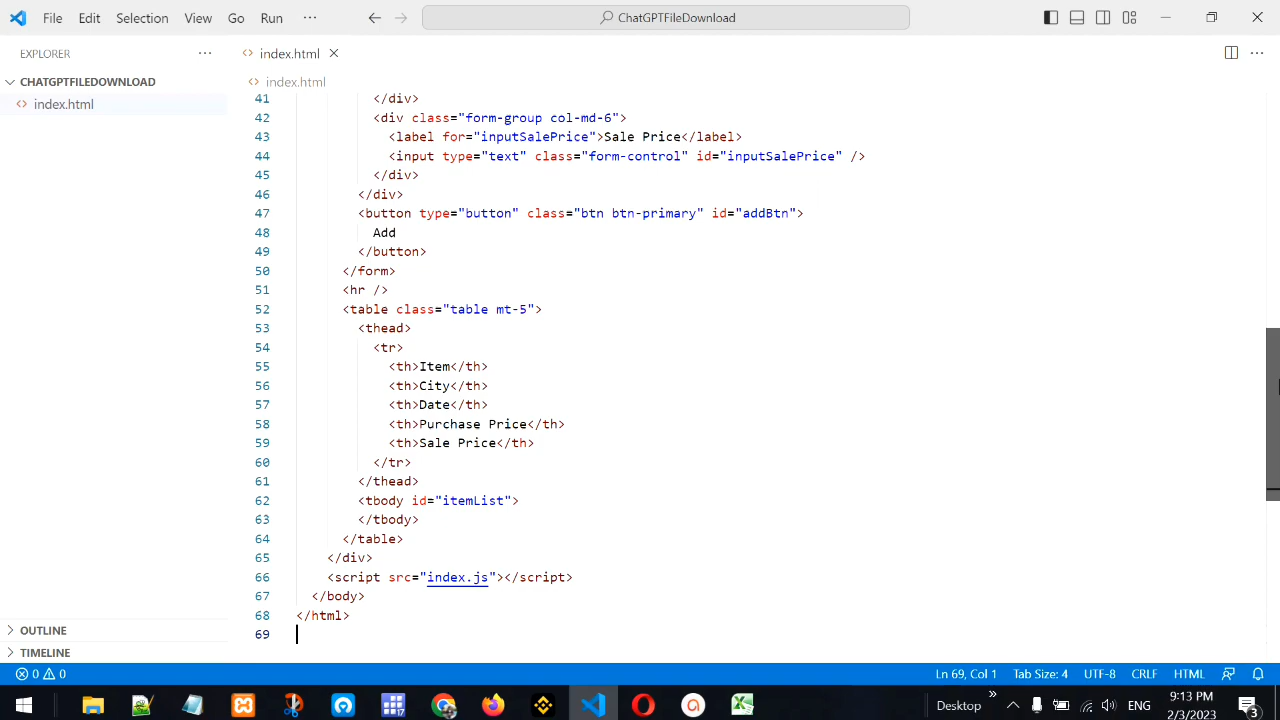 File Edit Selection View Go Run ··· ChatGPTFileDownload
EXPLORER ··· index.html
CHATGPTFILEDOWNLOAD
index.html
index.html
41 </div>
42 <div class="form-group col-md-6">
43 <label for="inputSalePrice">Sale Price</label>
44 <input type="text" class="form-control" id="inputSalePrice" />
45 </div>
46 </div>
47 <button type="button" class="btn btn-primary" id="addBtn">
48 Add
49 </button>
50 </form>
51 <hr />
52 <table class="table mt-5">
53 <thead>
54 <tr>
55 <th>Item</th>
56 <th>City</th>
57 <th>Date</th>
58 <th>Purchase Price</th>
59 <th>Sale Price</th>
60 </tr>
61 </thead>
62 <tbody id="itemList">
63 </tbody>
64 </table>
65 </div>
66 <script src="index.js"></script>
67 </body>
68 </html>
69
OUTLINE
TIMELINE
0 0 Ln 69, Col 1 Tab Size: 4 UTF-8 CRLF HTML
Desktop ENG 9:13 PM
2/3/2023 3
17